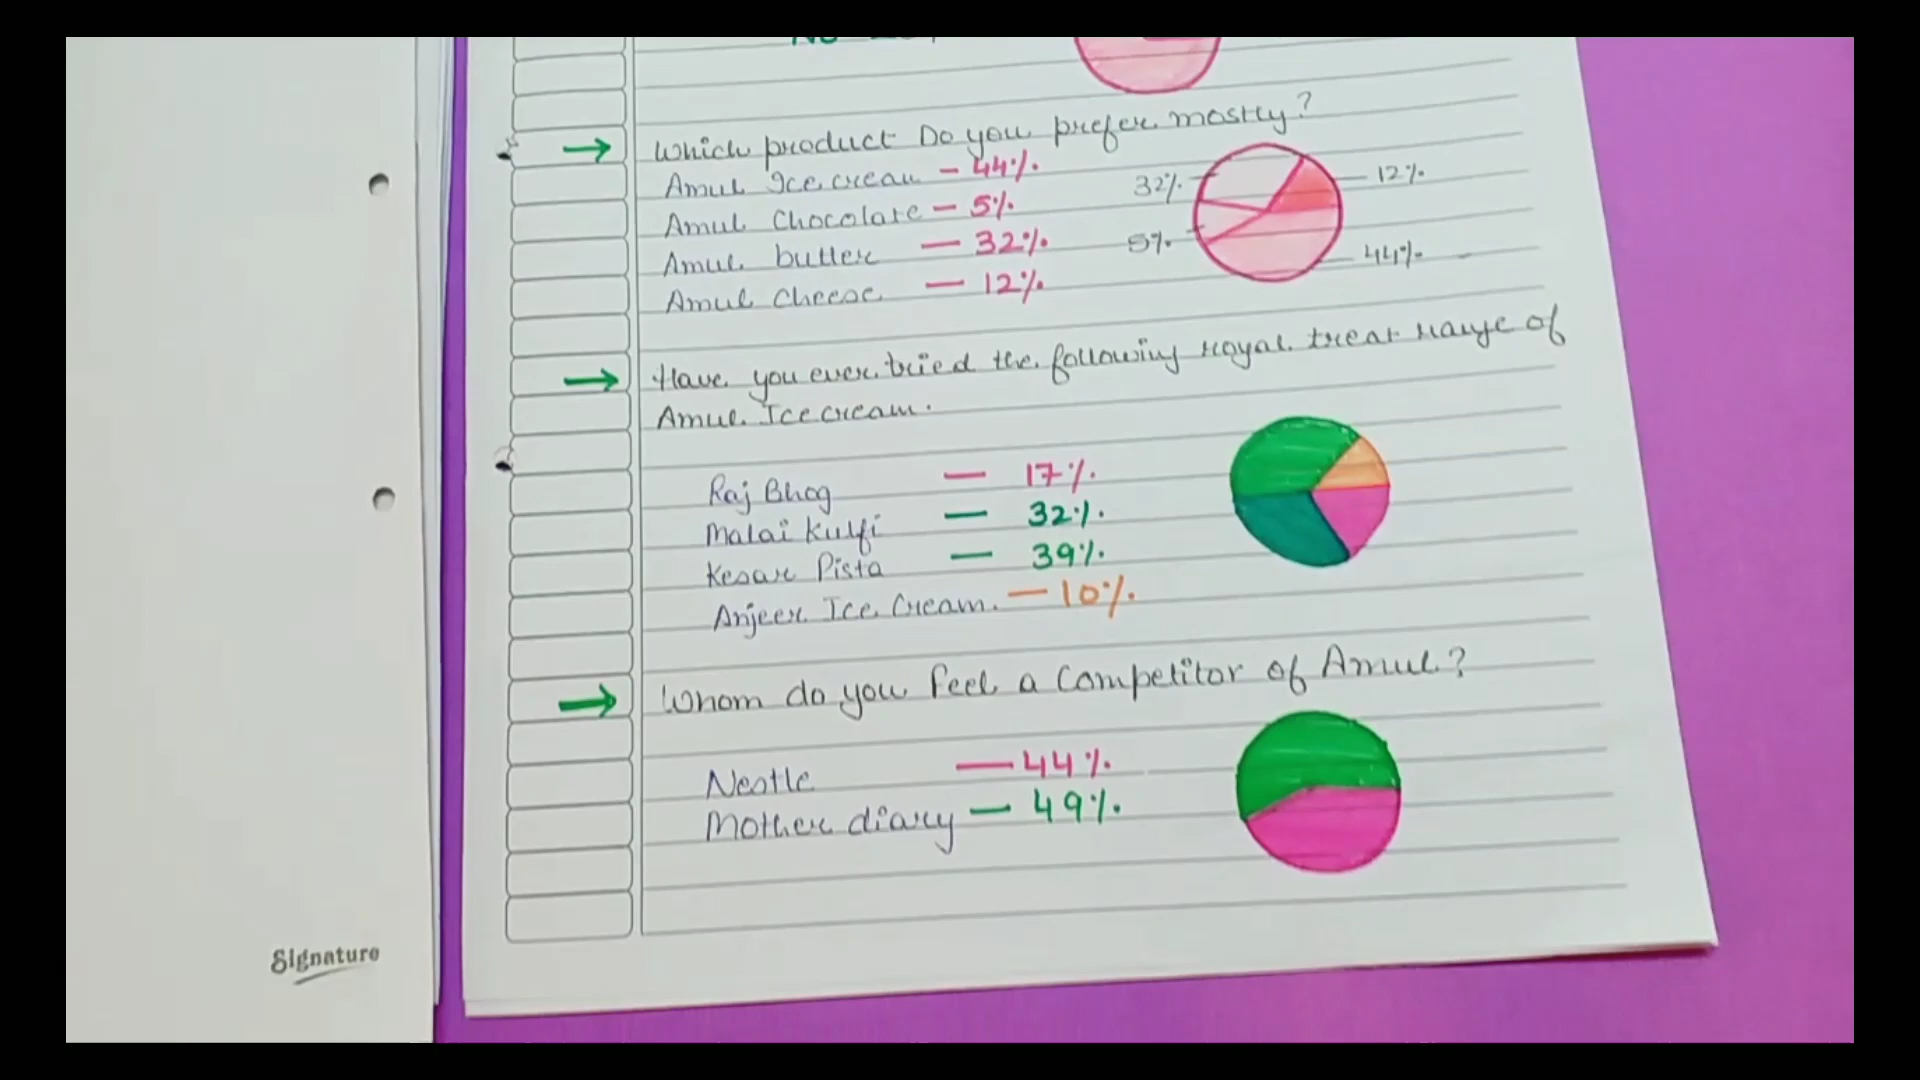 Which product Do you prefer mostly?
Amul Ice cream - 44%.
Amul Chocolate - 5%.
Amul butter - 32%.
Amul Cheese - 12%.
32%.
12%.
5%.
44%.
Have you ever tried the following royal treat range of
Amul Ice cream.
Raj Bhog - 17%.
Malai Kulfi - 32%.
Kesar Pista - 39%.
Anjeer Ice Cream. - 10%.
Whom do you feel a Competitor of Amul?
Nestle - 44%.
Mother diary - 49%.
Signature